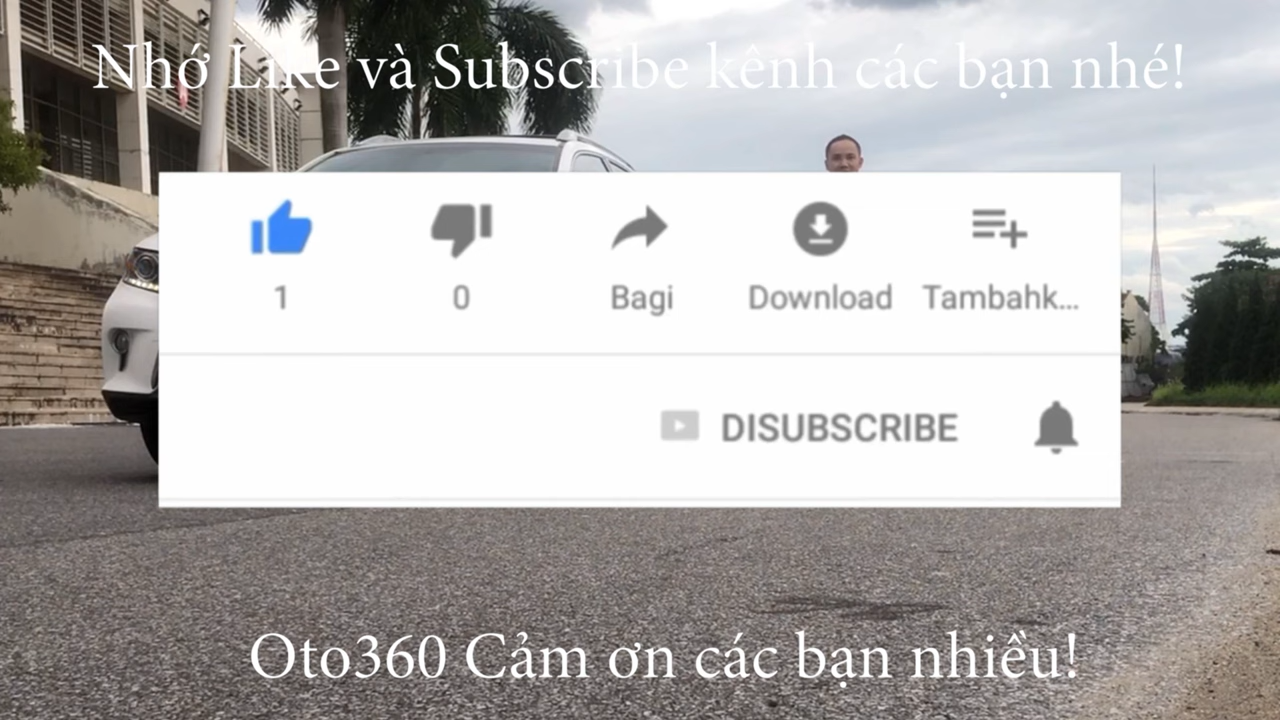 Nhớ Like và Subscribe kênh các bạn nhé!
1 0 Bagi Download Tambahk...
DISUBSCRIBE
Oto360 Cảm ơn các bạn nhiều!